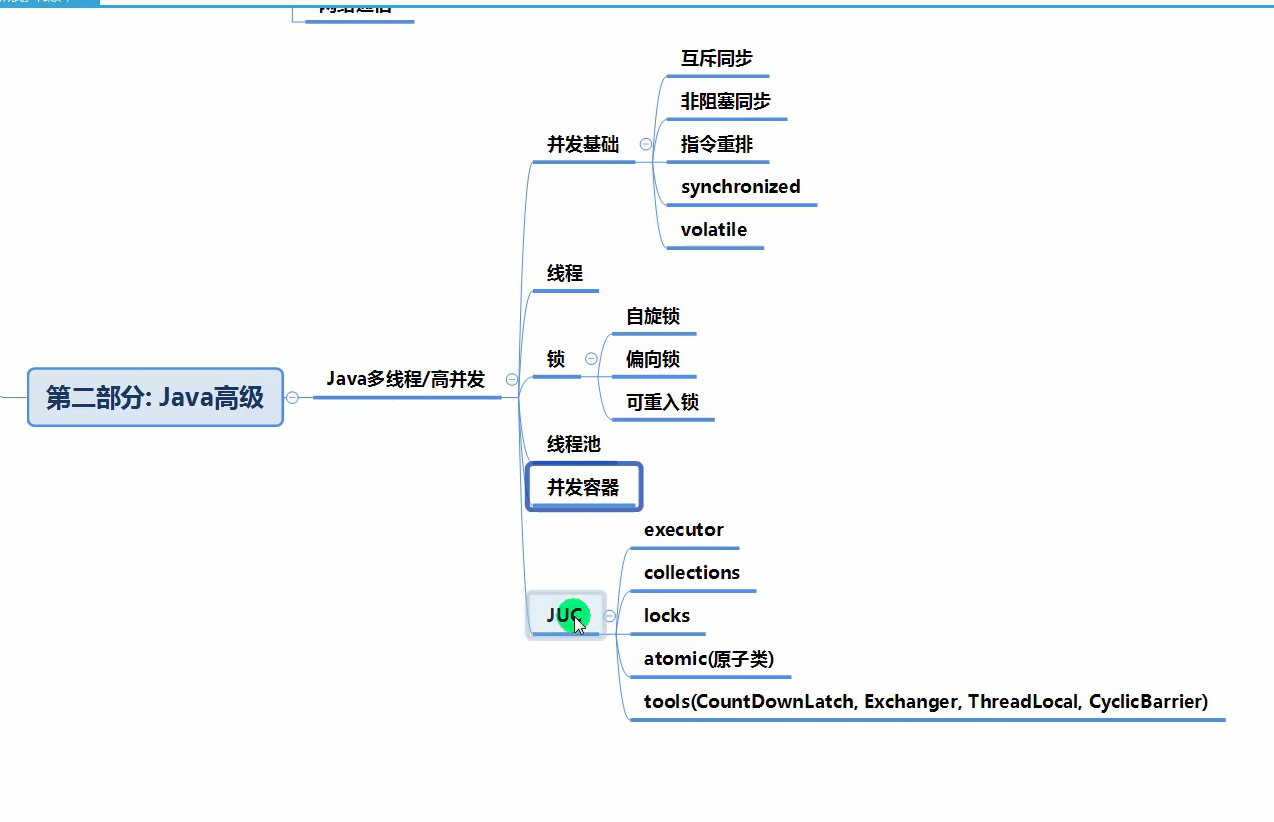 第二部分: Java高级
Java多线程/高并发
并发基础
互斥同步
非阻塞同步
指令重排
synchronized
volatile
线程
锁
自旋锁
偏向锁
可重入锁
线程池
并发容器
JUC
executor
collections
locks
atomic(原子类)
tools(CountDownLatch, Exchanger, ThreadLocal, CyclicBarrier)